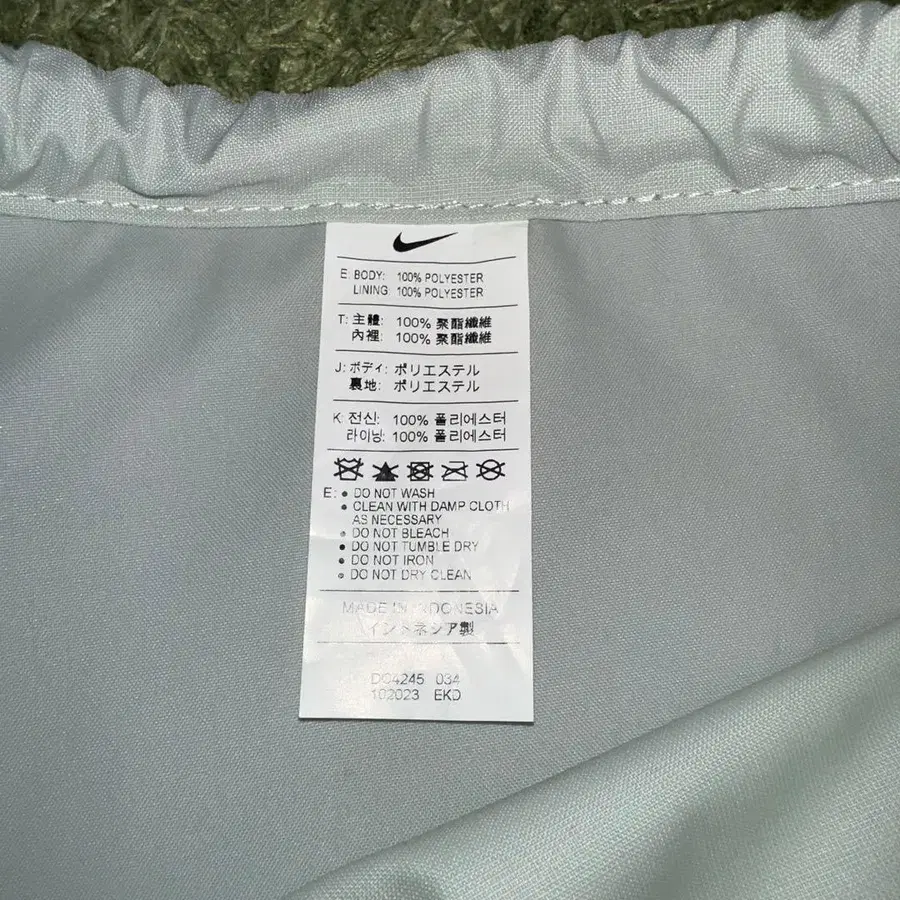 E: BODY: 100% POLYESTER
LINING: 100% POLYESTER
T: 主體: 100% 聚酯纖維
內裡: 100% 聚酯纖維
J: ボディ: ポリエステル
裏地: ポリエステル
K: 전신: 100% 폴리에스터
라이닝: 100% 폴리에스터
E: • DO NOT WASH
• CLEAN WITH DAMP CLOTH
AS NECESSARY
• DO NOT BLEACH
• DO NOT TUMBLE DRY
• DO NOT IRON
• DO NOT DRY CLEAN
MADE IN INDONESIA
インドネシア製
DC4245 034
102023 EKD